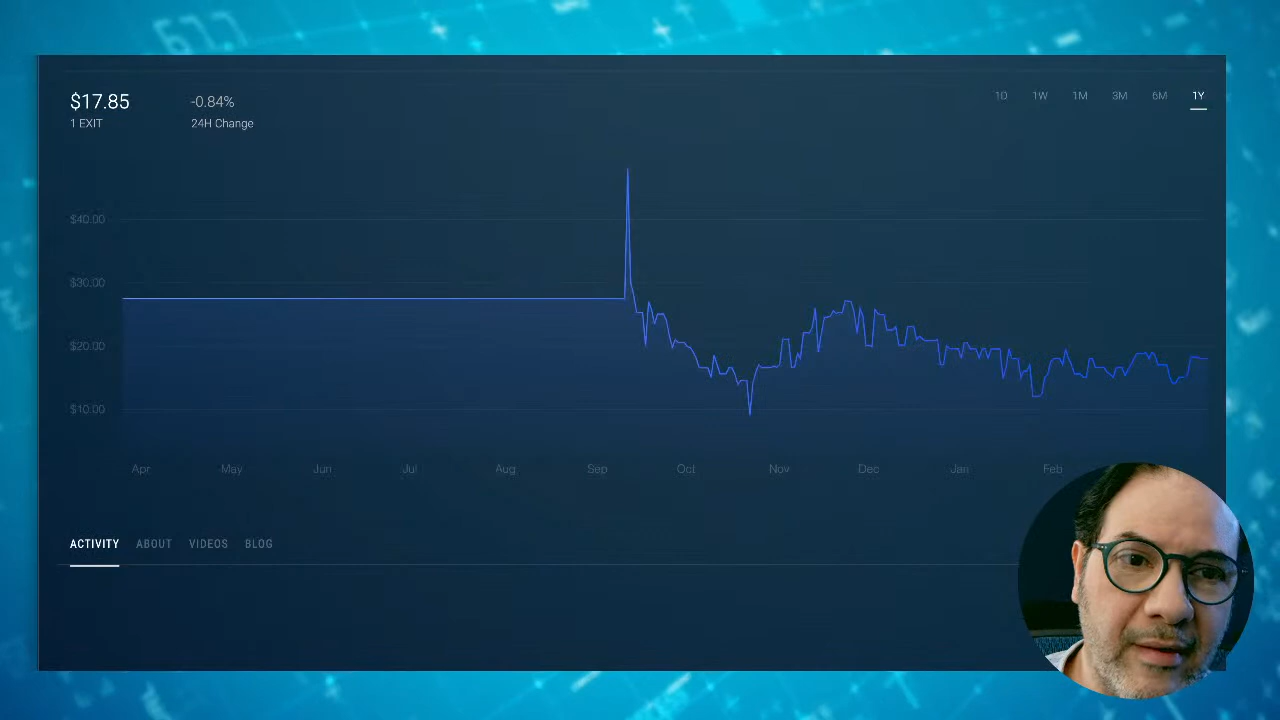 $17.85 -0.84% 1D 1W 1M 3M 6M 1Y
1 EXIT 24H Change
$40.00
$30.00
$20.00
$10.00
Apr May Jun Jul Aug Sep Oct Nov Dec Jan Feb
ACTIVITY ABOUT VIDEOS BLOG